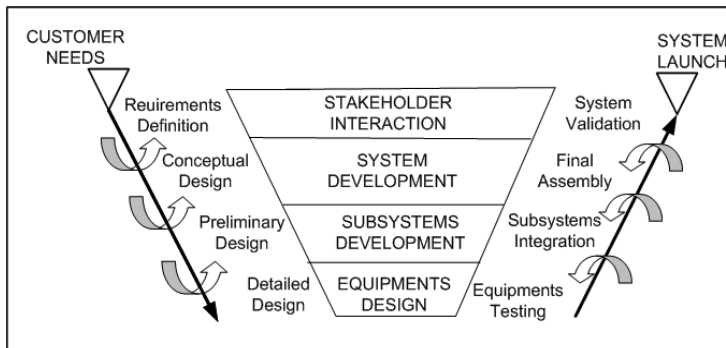 CUSTOMER
NEEDS
SYSTEM
LAUNCH
Reuirements
Definition
STAKEHOLDER
INTERACTION
System
Validation
Conceptual
Design
SYSTEM
DEVELOPMENT
Final
Assembly
Preliminary
Design
SUBSYSTEMS
DEVELOPMENT
Subsystems
Integration
Detailed
Design
EQUIPMENTS
DESIGN
Equipments
Testing